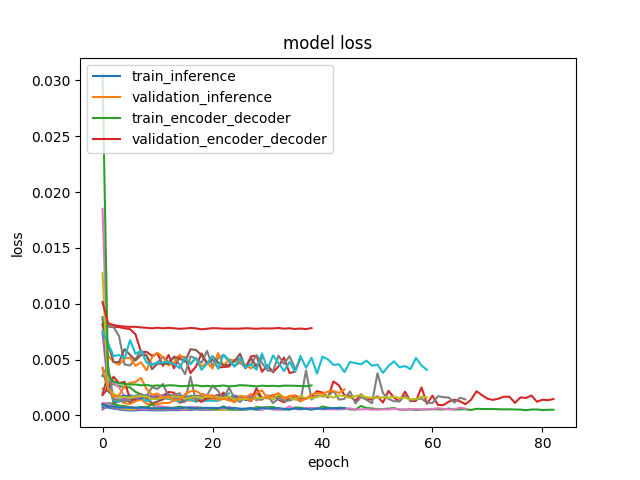 model loss
train_inference
validation_inference
train_encoder_decoder
validation_encoder_decoder
0.030
0.025
0.020
0.015
0.010
0.005
0.000
loss
0 20 40 60 80
epoch